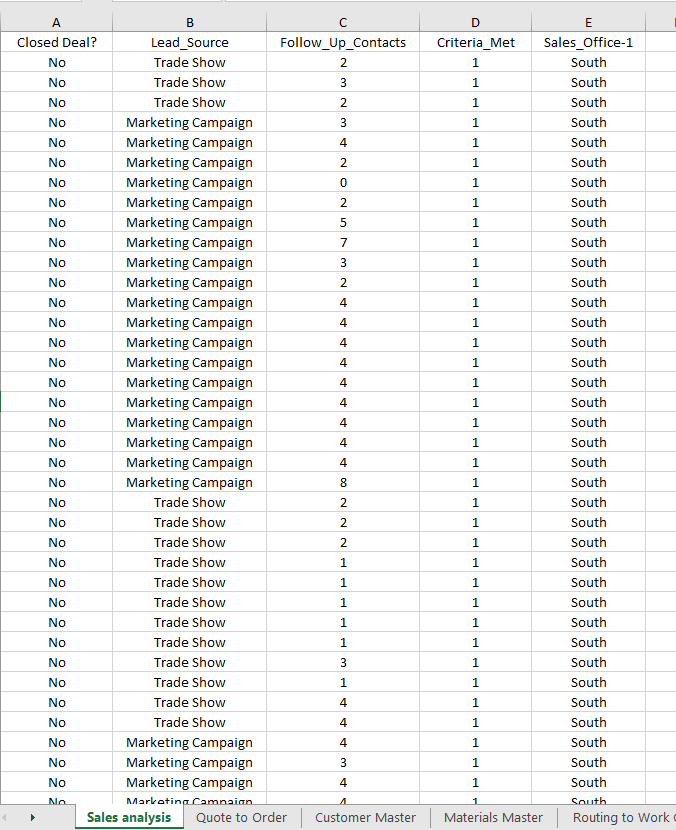 A B C D E
Closed Deal? Lead_Source Follow_Up_Contacts Criteria_Met Sales_Office-1
No Trade Show 2 1 South
No Trade Show 3 1 South
No Trade Show 2 1 South
No Marketing Campaign 3 1 South
No Marketing Campaign 4 1 South
No Marketing Campaign 2 1 South
No Marketing Campaign 0 1 South
No Marketing Campaign 2 1 South
No Marketing Campaign 5 1 South
No Marketing Campaign 7 1 South
No Marketing Campaign 3 1 South
No Marketing Campaign 2 1 South
No Marketing Campaign 4 1 South
No Marketing Campaign 4 1 South
No Marketing Campaign 4 1 South
No Marketing Campaign 4 1 South
No Marketing Campaign 4 1 South
No Marketing Campaign 4 1 South
No Marketing Campaign 4 1 South
No Marketing Campaign 4 1 South
No Marketing Campaign 4 1 South
No Marketing Campaign 8 1 South
No Trade Show 2 1 South
No Trade Show 2 1 South
No Trade Show 2 1 South
No Trade Show 1 1 South
No Trade Show 1 1 South
No Trade Show 1 1 South
No Trade Show 1 1 South
No Trade Show 1 1 South
No Trade Show 3 1 South
No Trade Show 1 1 South
No Trade Show 4 1 South
No Trade Show 4 1 South
No Marketing Campaign 4 1 South
No Marketing Campaign 3 1 South
No Marketing Campaign 4 1 South
No Marketing Campaign 4 1 South
Sales analysis Quote to Order Customer Master Materials Master Routing to Work